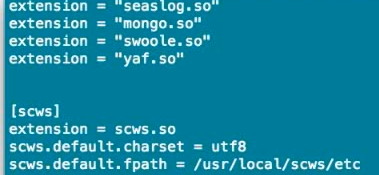 extension = "seaslog.so"
extension = "mongo.so"
extension = "swoole.so"
extension = "yaf.so"
[scws]
extension = scws.so
scws.default.charset = utf8
scws.default.fpath = /usr/local/scws/etc